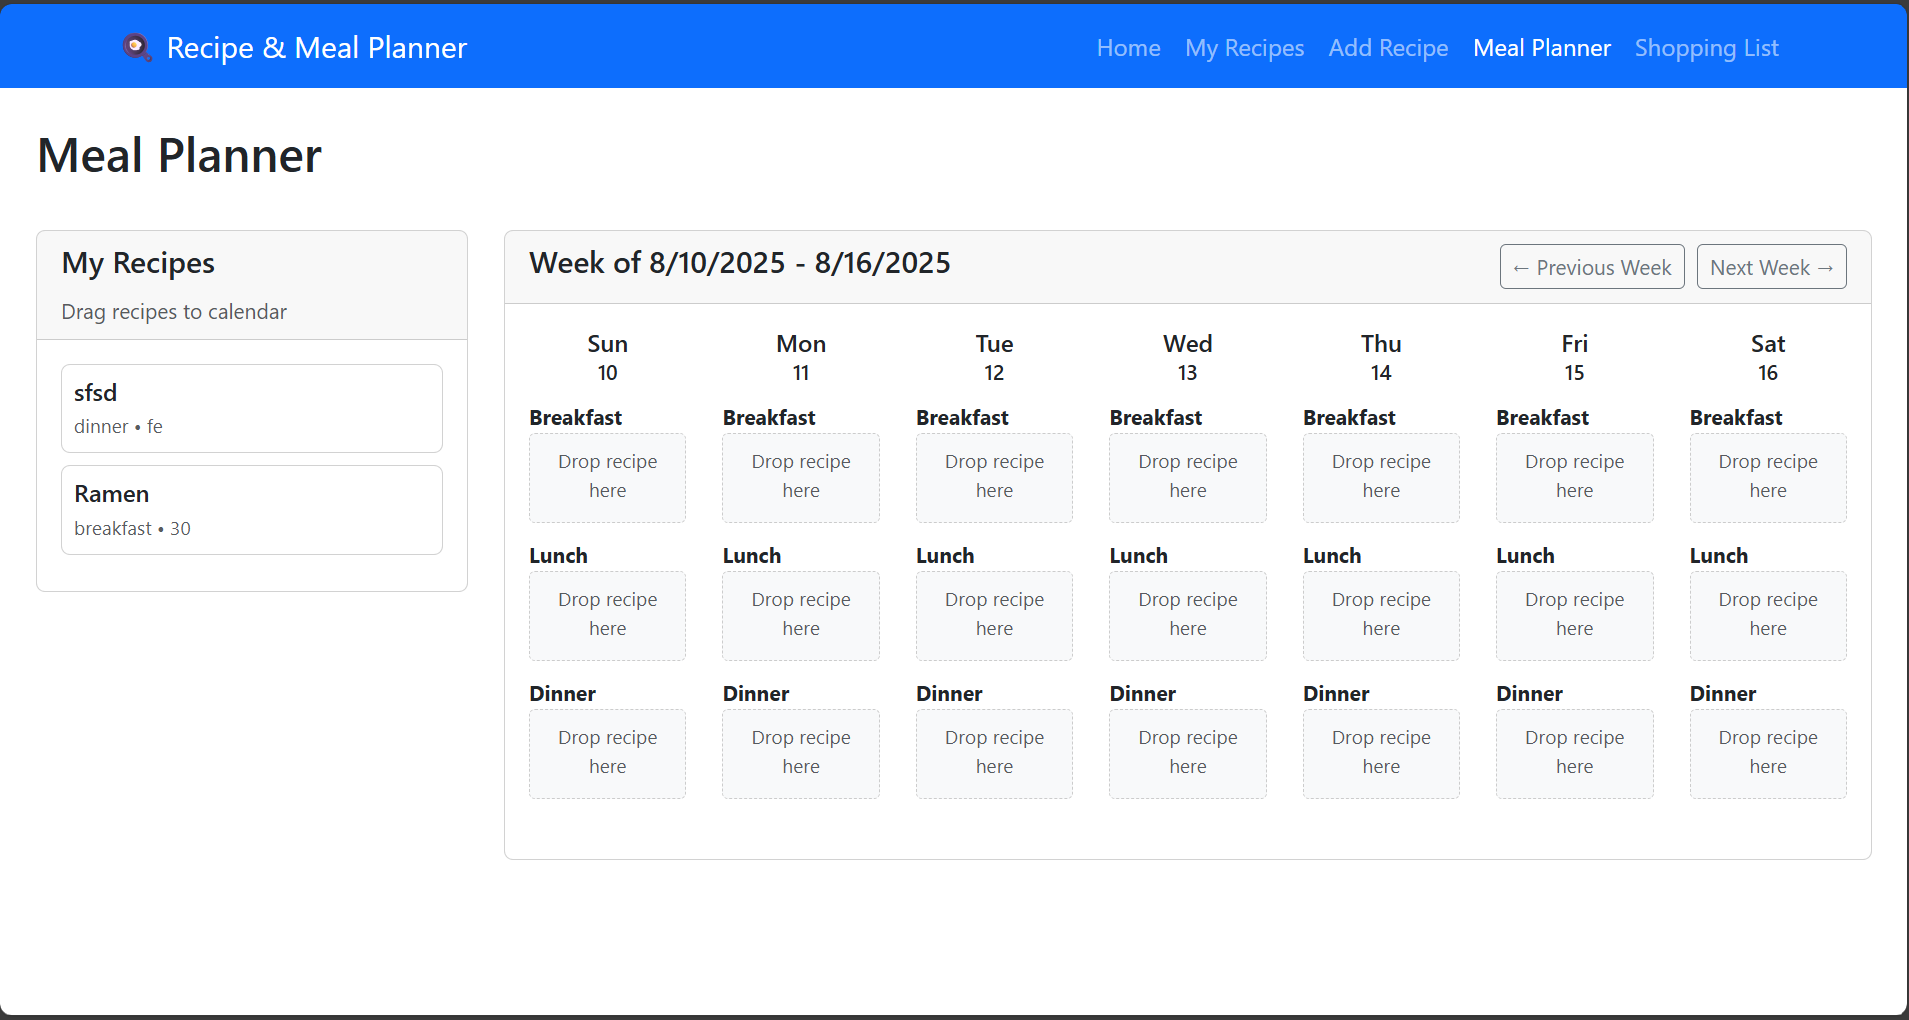 Recipe & Meal Planner
Home My Recipes Add Recipe Meal Planner Shopping List
Meal Planner
My Recipes
Drag recipes to calendar
sfsd
dinner • fe
Ramen
breakfast • 30
Week of 8/10/2025 - 8/16/2025
← Previous Week Next Week →
Sun Mon Tue Wed Thu Fri Sat
10 11 12 13 14 15 16
Breakfast Breakfast Breakfast Breakfast Breakfast Breakfast Breakfast
Drop recipe Drop recipe Drop recipe Drop recipe Drop recipe Drop recipe Drop recipe
here here here here here here here
Lunch Lunch Lunch Lunch Lunch Lunch Lunch
Drop recipe Drop recipe Drop recipe Drop recipe Drop recipe Drop recipe Drop recipe
here here here here here here here
Dinner Dinner Dinner Dinner Dinner Dinner Dinner
Drop recipe Drop recipe Drop recipe Drop recipe Drop recipe Drop recipe Drop recipe
here here here here here here here